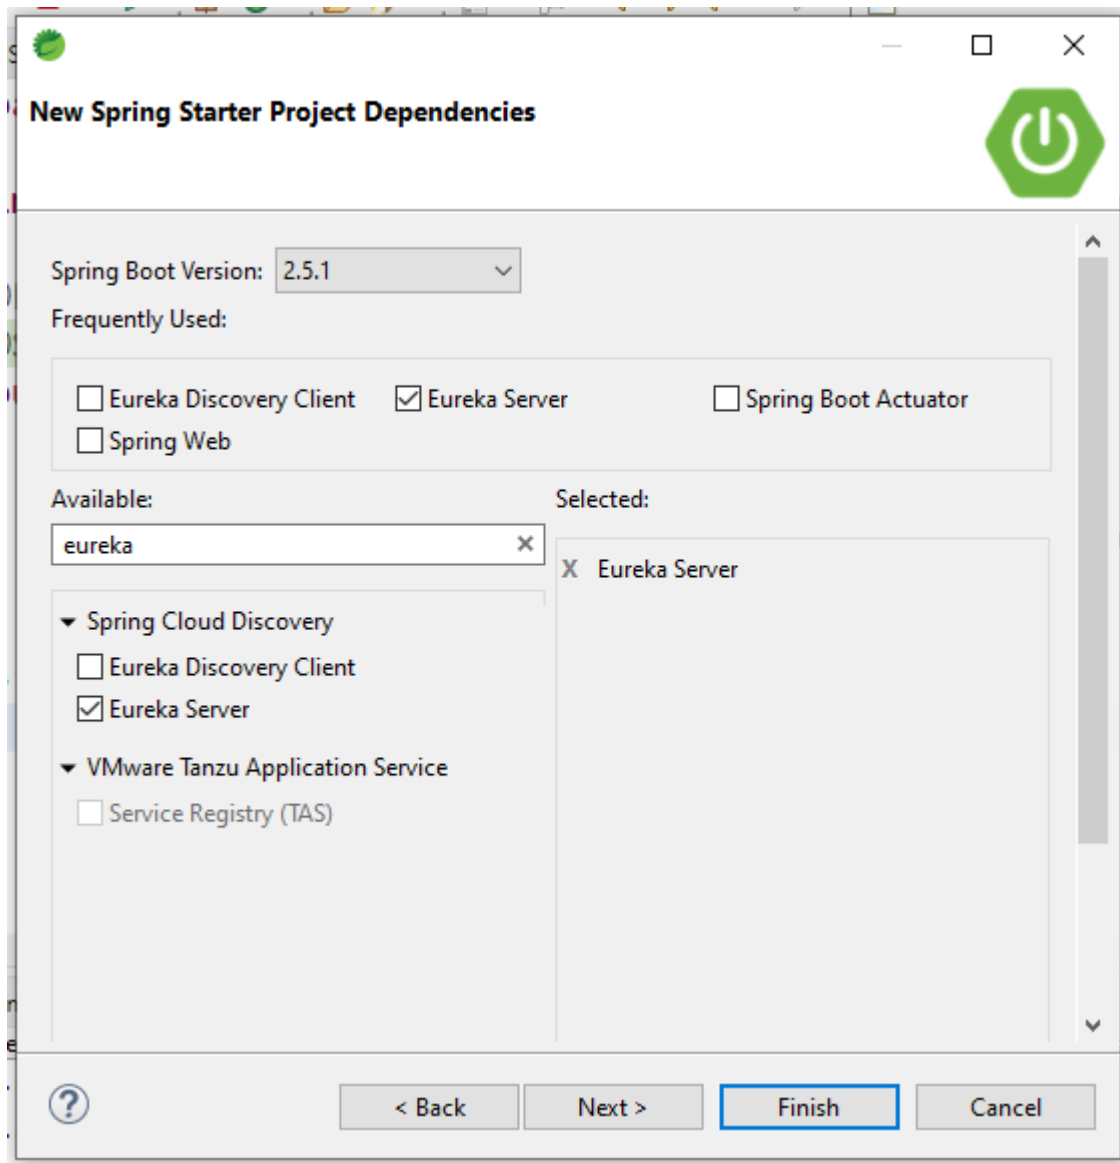 New Spring Starter Project Dependencies
Spring Boot Version: 2.5.1
Frequently Used:
Eureka Discovery Client Eureka Server Spring Boot Actuator
Spring Web
Available: Selected:
eureka
X Eureka Server
Spring Cloud Discovery
Eureka Discovery Client
Eureka Server
VMware Tanzu Application Service
Service Registry (TAS)
? < Back Next > Finish Cancel